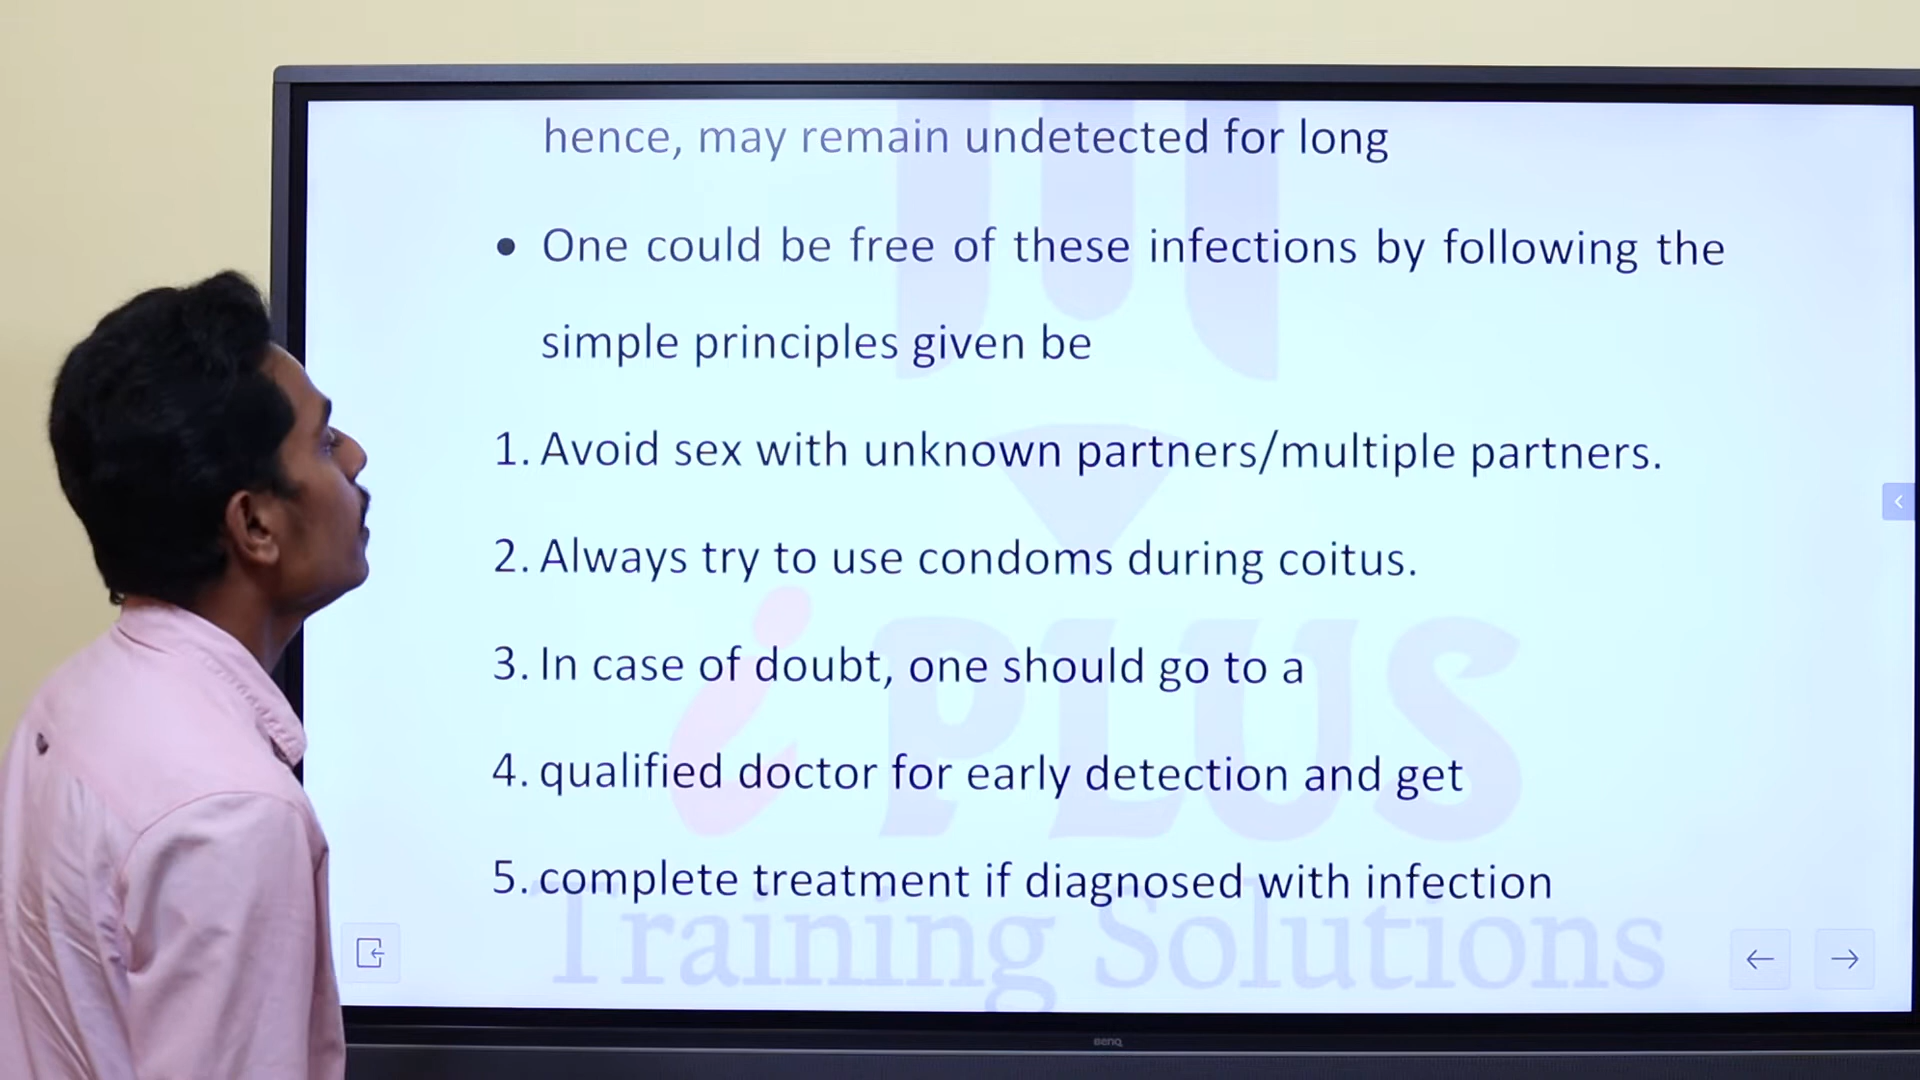 hence, may remain undetected for long
• One could be free of these infections by following the
simple principles given be
1. Avoid sex with unknown partners/multiple partners.
2. Always try to use condoms during coitus.
3. In case of doubt, one should go to a
4. qualified doctor for early detection and get
5. complete treatment if diagnosed with infection
i PLUS
Training Solutions
BenQ